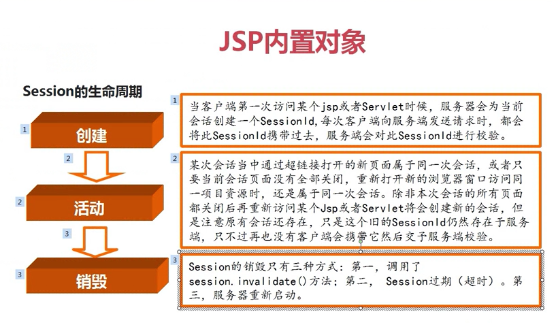 JSP内置对象
Session的生命周期
1
创建
1
当客户端第一次访问某个jsp或者Servlet时候，服务器会为当前
会话创建一个SessionId,每次客户端向服务端发送请求时，都会
将此SessionId携带过去，服务端会对此SessionId进行校验。
2
2
活动
2
某次会话当中通过超链接打开的新页面属于同一次会话，或者只
要当前会话页面没有全部关闭，重新打开新的浏览器窗口访问同
一项目资源时，还是属于同一次会话。除非本次会话的所有页面
都关闭后再重新访问某个Jsp或者Servlet将会创建新的会话，但
是注意原有会话还存在，只是这个旧的SessionId仍然存在于服务
端，只不过再也没有客户端会携带它然后交予服务端校验。
3
3
销毁
3
Session的销毁只有三种方式：第一，调用了
session.invalidate()方法；第二， Session过期（超时）。第
三，服务器重新启动。